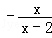 - x / (x - 2)